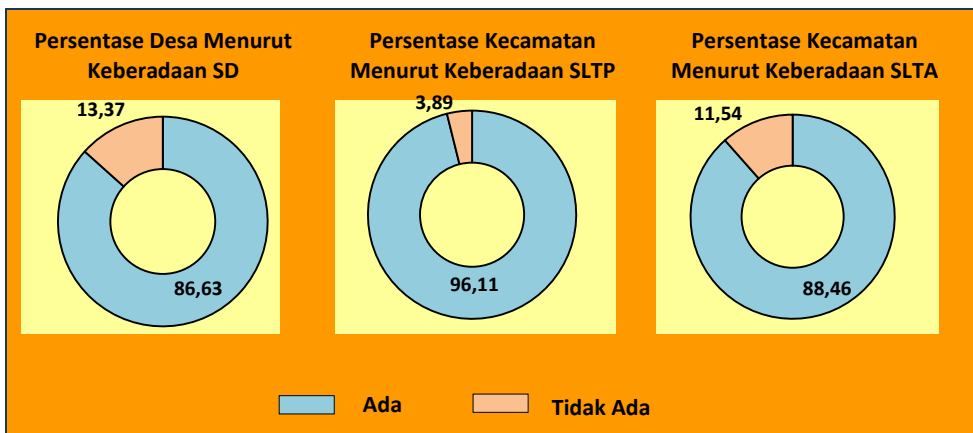 Persentase Desa Menurut
Keberadaan SD
13,37
86,63
Persentase Kecamatan
Menurut Keberadaan SLTP
3,89
96,11
Persentase Kecamatan
Menurut Keberadaan SLTA
11,54
88,46
Ada
Tidak Ada